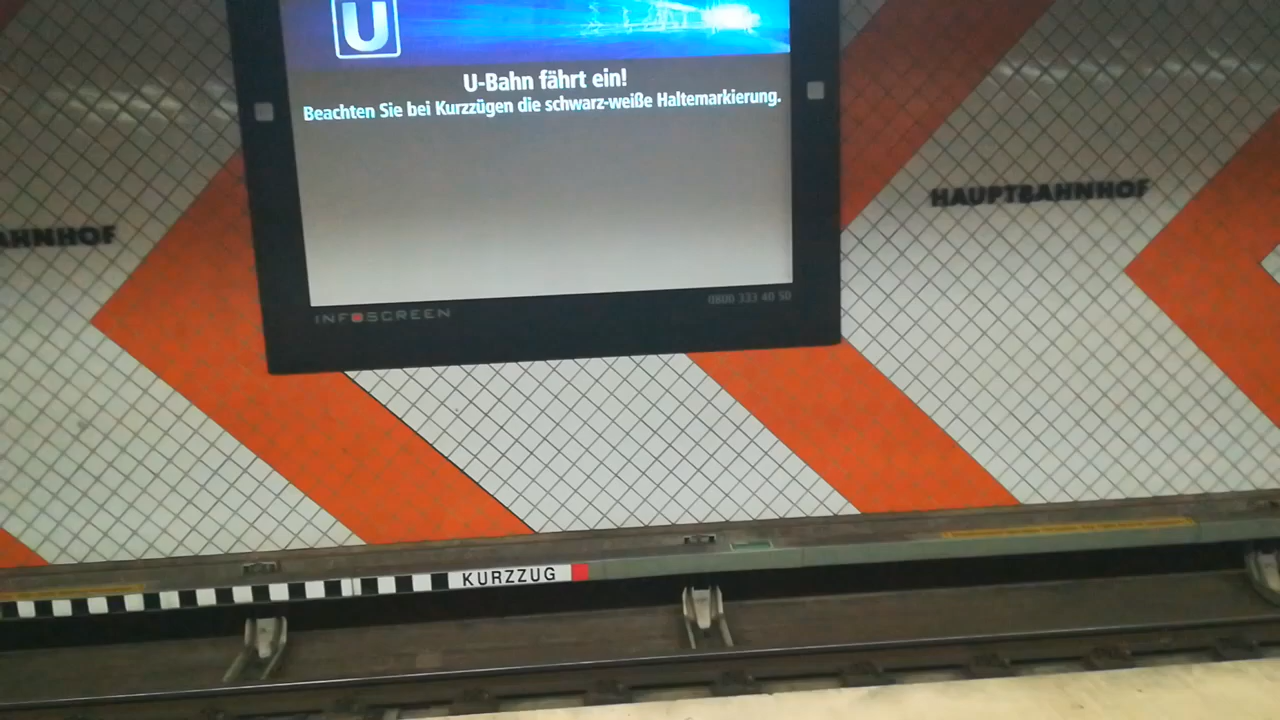 U
U-Bahn fährt ein!
Beachten Sie bei Kurzzügen die schwarz-weiße Haltemarkierung.
HAUPTBAHNHOF
AHNHOF
0800 333 40 50
INFOSCREEN
KURZZUG